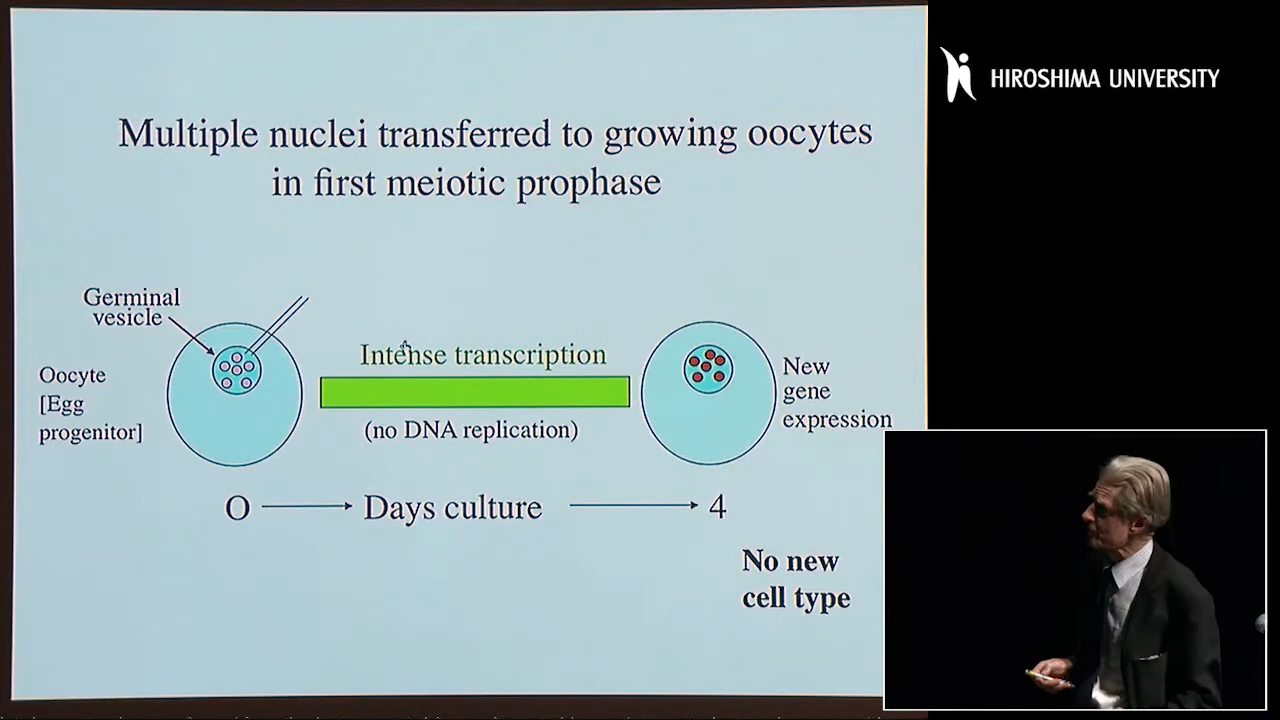 HIROSHIMA UNIVERSITY
Multiple nuclei transferred to growing oocytes
in first meiotic prophase
Germinal
vesicle
Oocyte
[Egg
progenitor]
Intense transcription
(no DNA replication)
New
gene
expression
O
Days culture
4
No new
cell type